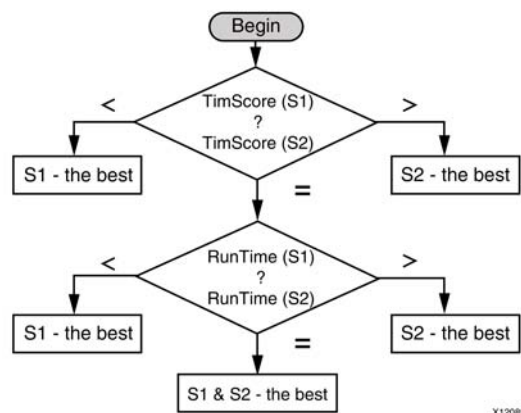 Begin
<
TimScore (S1)
?
TimScore (S2)
>
S1 - the best
S2 - the best
=
<
RunTime (S1)
?
RunTime (S2)
>
S1 - the best
S2 - the best
=
S1 & S2 - the best
X1298